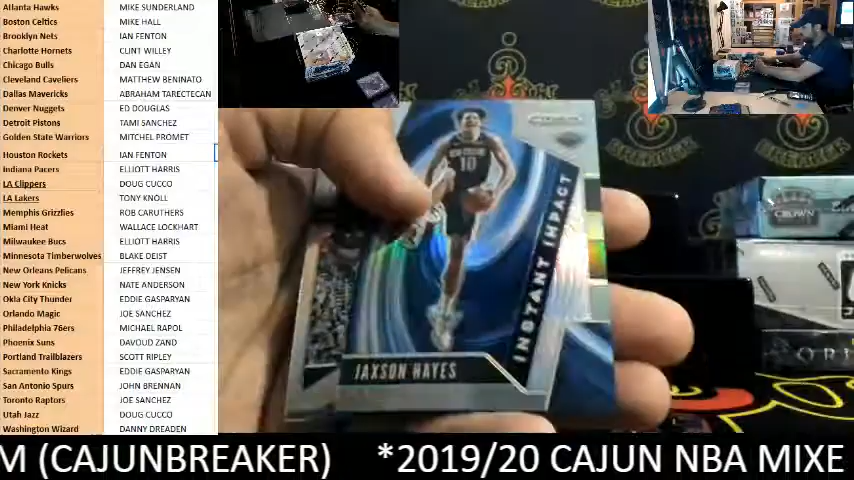 Atlanta Hawks MIKE SUNDERLAND
Boston Celtics MIKE HALL
Brooklyn Nets IAN FENTON
Charlotte Hornets CLINT WILLEY
Chicago Bulls DAN EGAN
Cleveland Cavaliers MATTHEW BENINATO
Dallas Mavericks ABRAHAM TARECTECAN
Denver Nuggets ED DOUGLAS
Detroit Pistons TAMI SANCHEZ
Golden State Warriors MITCHEL PROMET
Houston Rockets IAN FENTON
Indiana Pacers ELLIOTT HARRIS
LA Clippers DOUG CUCCO
LA Lakers TONY KNOLL
Memphis Grizzlies ROB CARUTHERS
Miami Heat WALLACE LOCKHART
Milwaukee Bucs ELLIOTT HARRIS
Minnesota Timberwolves BLAKE DEIST
New Orleans Pelicans JEFFREY JENSEN
New York Knicks NATE ANDERSON
Okla City Thunder EDDIE GASPARYAN
Orlando Magic JOE SANCHEZ
Philadelphia 76ers MICHAEL RAPOL
Phoenix Suns DAVOUD ZAND
Portland Trailblazers SCOTT RIPLEY
Sacramento Kings EDDIE GASPARYAN
San Antonio Spurs JOHN BRENNAN
Toronto Raptors JOE SANCHEZ
Utah Jazz DOUG CUCCO
Washington Wizard DANNY DREADEN
PRIZM
10
INSTANT IMPACT
JAXSON HAYES
CROWN
M (CAJUNBREAKER) *2019/20 CAJUN NBA MIXE